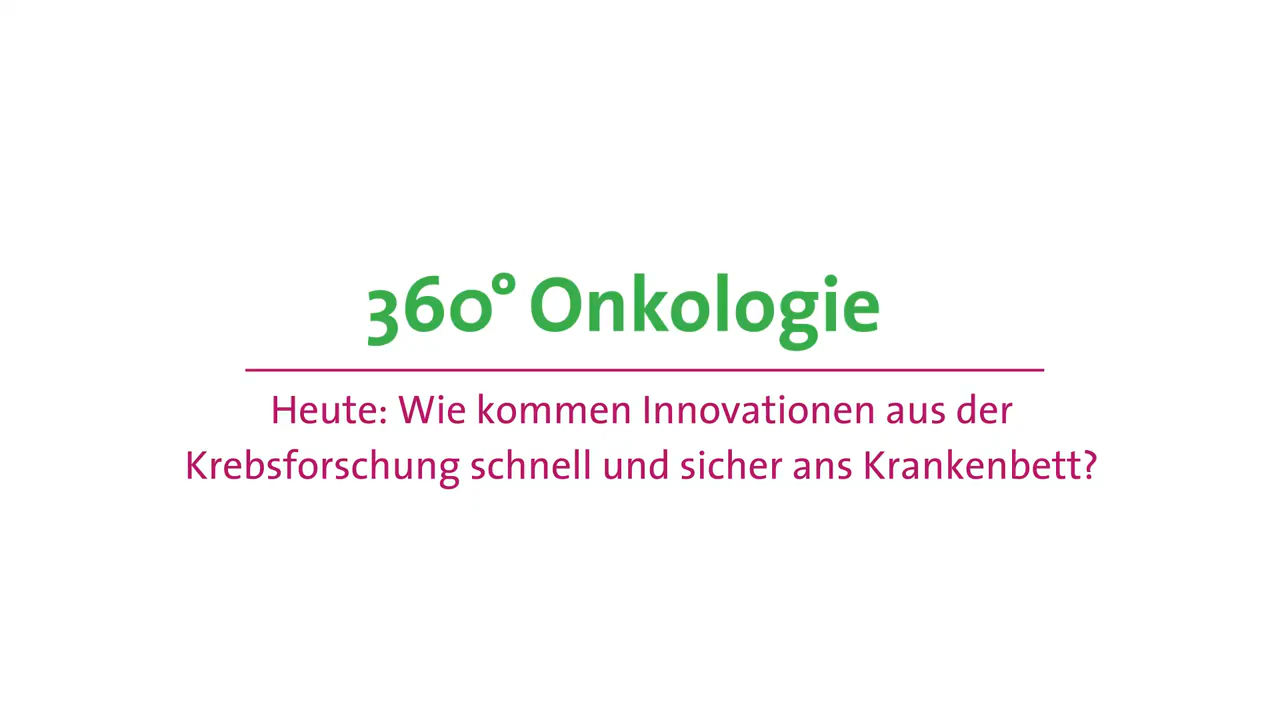 360° Onkologie
Heute: Wie kommen Innovationen aus der
Krebsforschung schnell und sicher ans Krankenbett?